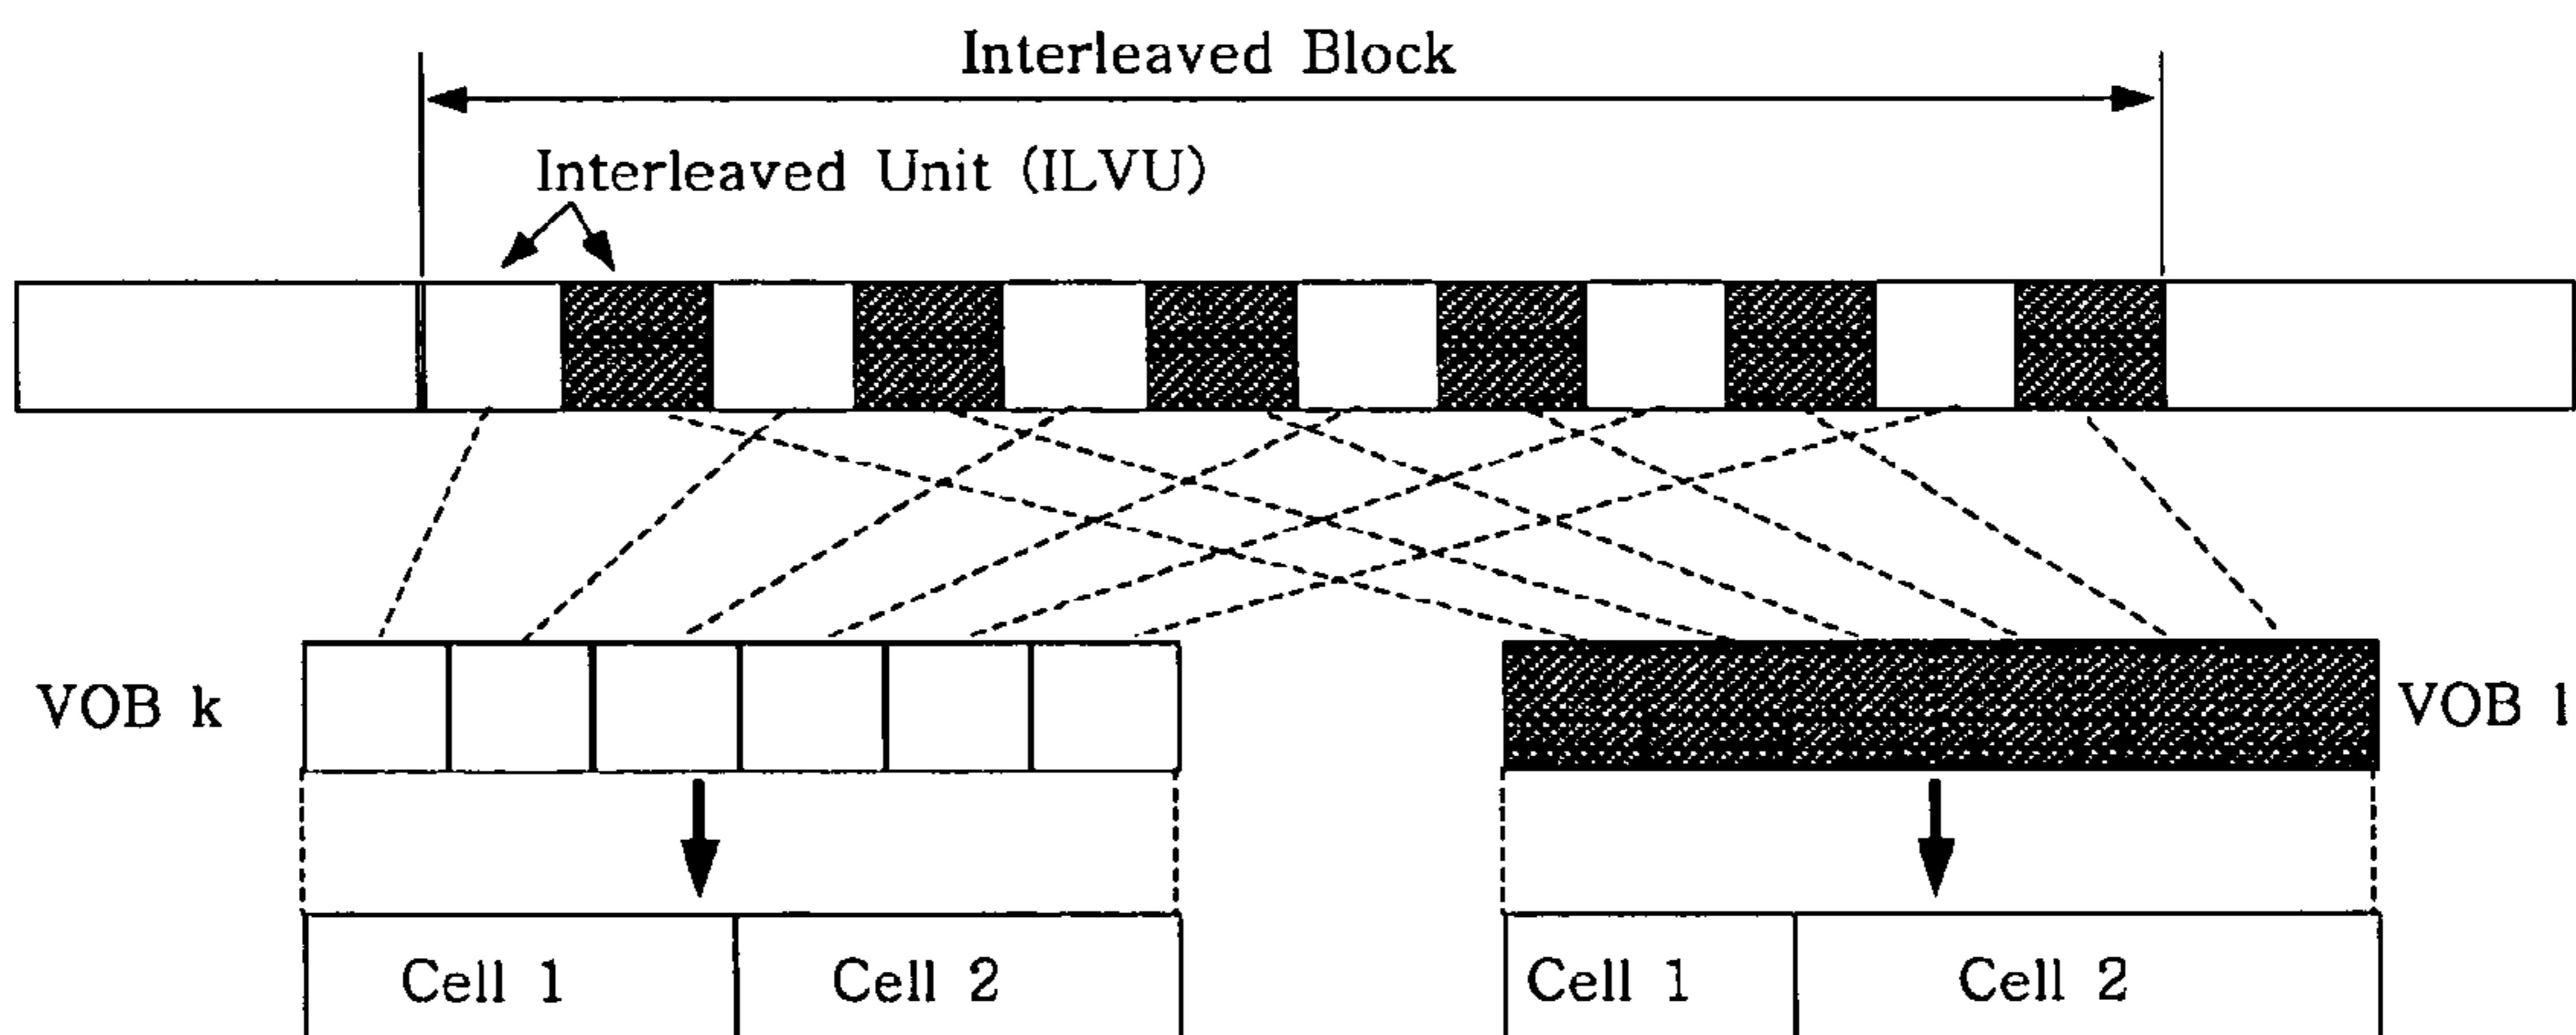 Interleaved Block
Interleaved Unit (ILVU)
VOB k
VOB l
Cell 1
Cell 2
Cell 1
Cell 2